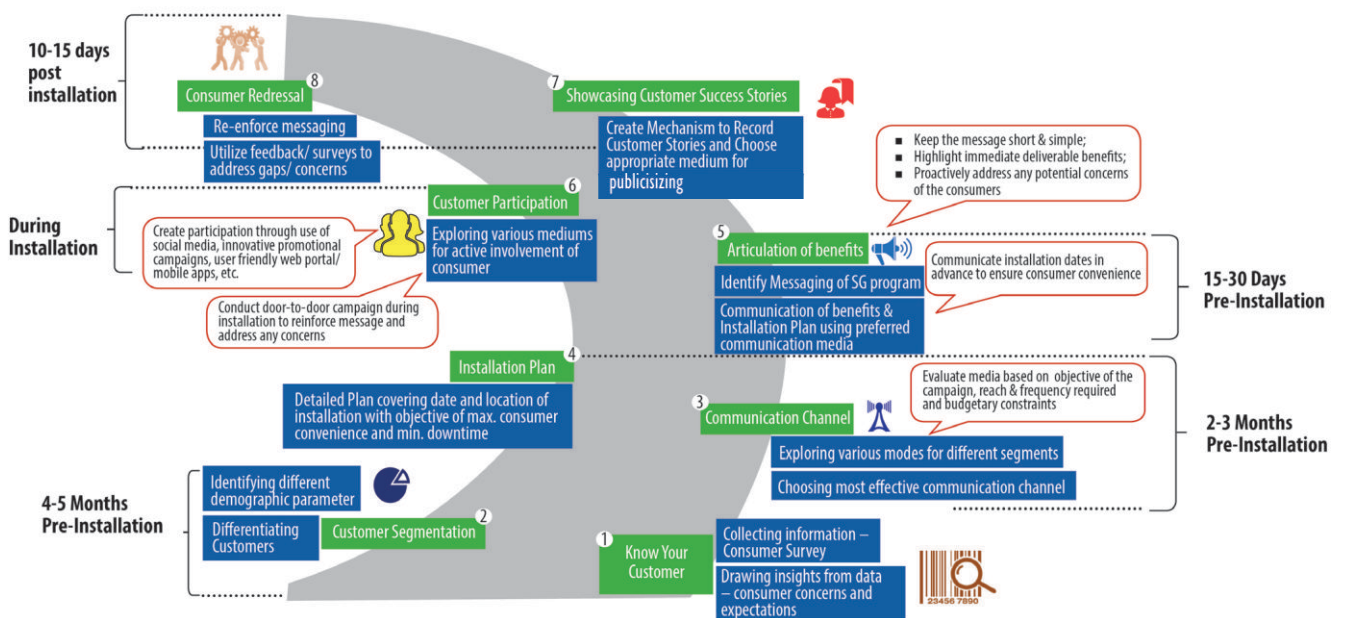 10-15 days
post
installation
8
Consumer Redressal
Re-enforce messaging
Utilize feedback/ surveys to
address gaps/ concerns
7
Showcasing Customer Success Stories
Create Mechanism to Record
Customer Stories and Choose
appropriate medium for
publicisizing
■ Keep the message short & simple;
■ Highlight immediate deliverable benefits;
■ Proactively address any potential concerns
of the consumers
During
Installation
6
Customer Participation
Exploring various mediums
for active involvement of
consumer
Create participation through use of
social media, innovative promotional
campaigns, user friendly web portal/
mobile apps, etc.
Conduct door-to-door campaign during
installation to reinforce message and
address any concerns
5
Articulation of benefits
Identify Messaging of SG program
Communication of benefits &
Installation Plan using preferred
communication media
Communicate installation dates in
advance to ensure consumer convenience
15-30 Days
Pre-Installation
4
Installation Plan
Detailed Plan covering date and location of
installation with objective of max. consumer
convenience and min. downtime
3
Communication Channel
Exploring various modes for different segments
Choosing most effective communication channel
Evaluate media based on objective of the
campaign, reach & frequency required
and budgetary constraints
2-3 Months
Pre-Installation
4-5 Months
Pre-Installation
Identifying different
demographic parameter
Differentiating
Customers
Customer Segmentation
2
1
Know Your
Customer
Collecting information –
Consumer Survey
Drawing insights from data
– consumer concerns and
expectations
23456 7890